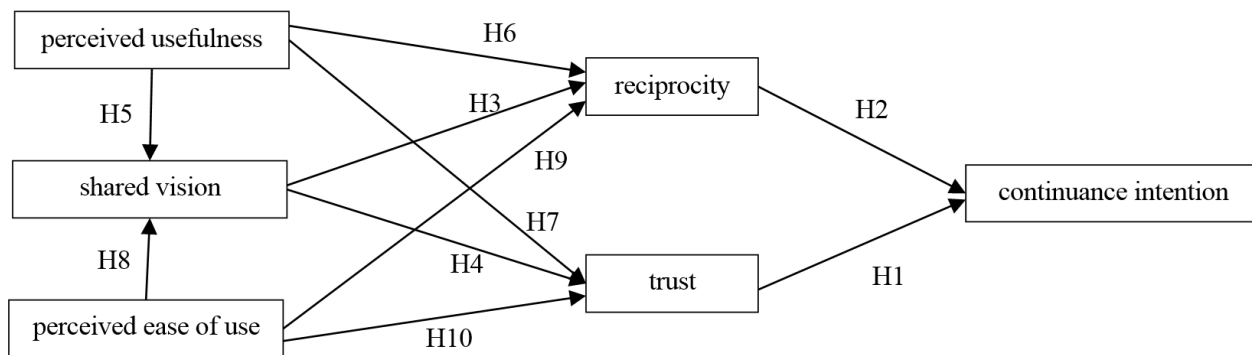 perceived usefulness
H6
reciprocity
H5
H3
H2
H9
shared vision
continuance intention
H7
H8
H4
trust
H1
perceived ease of use
H10